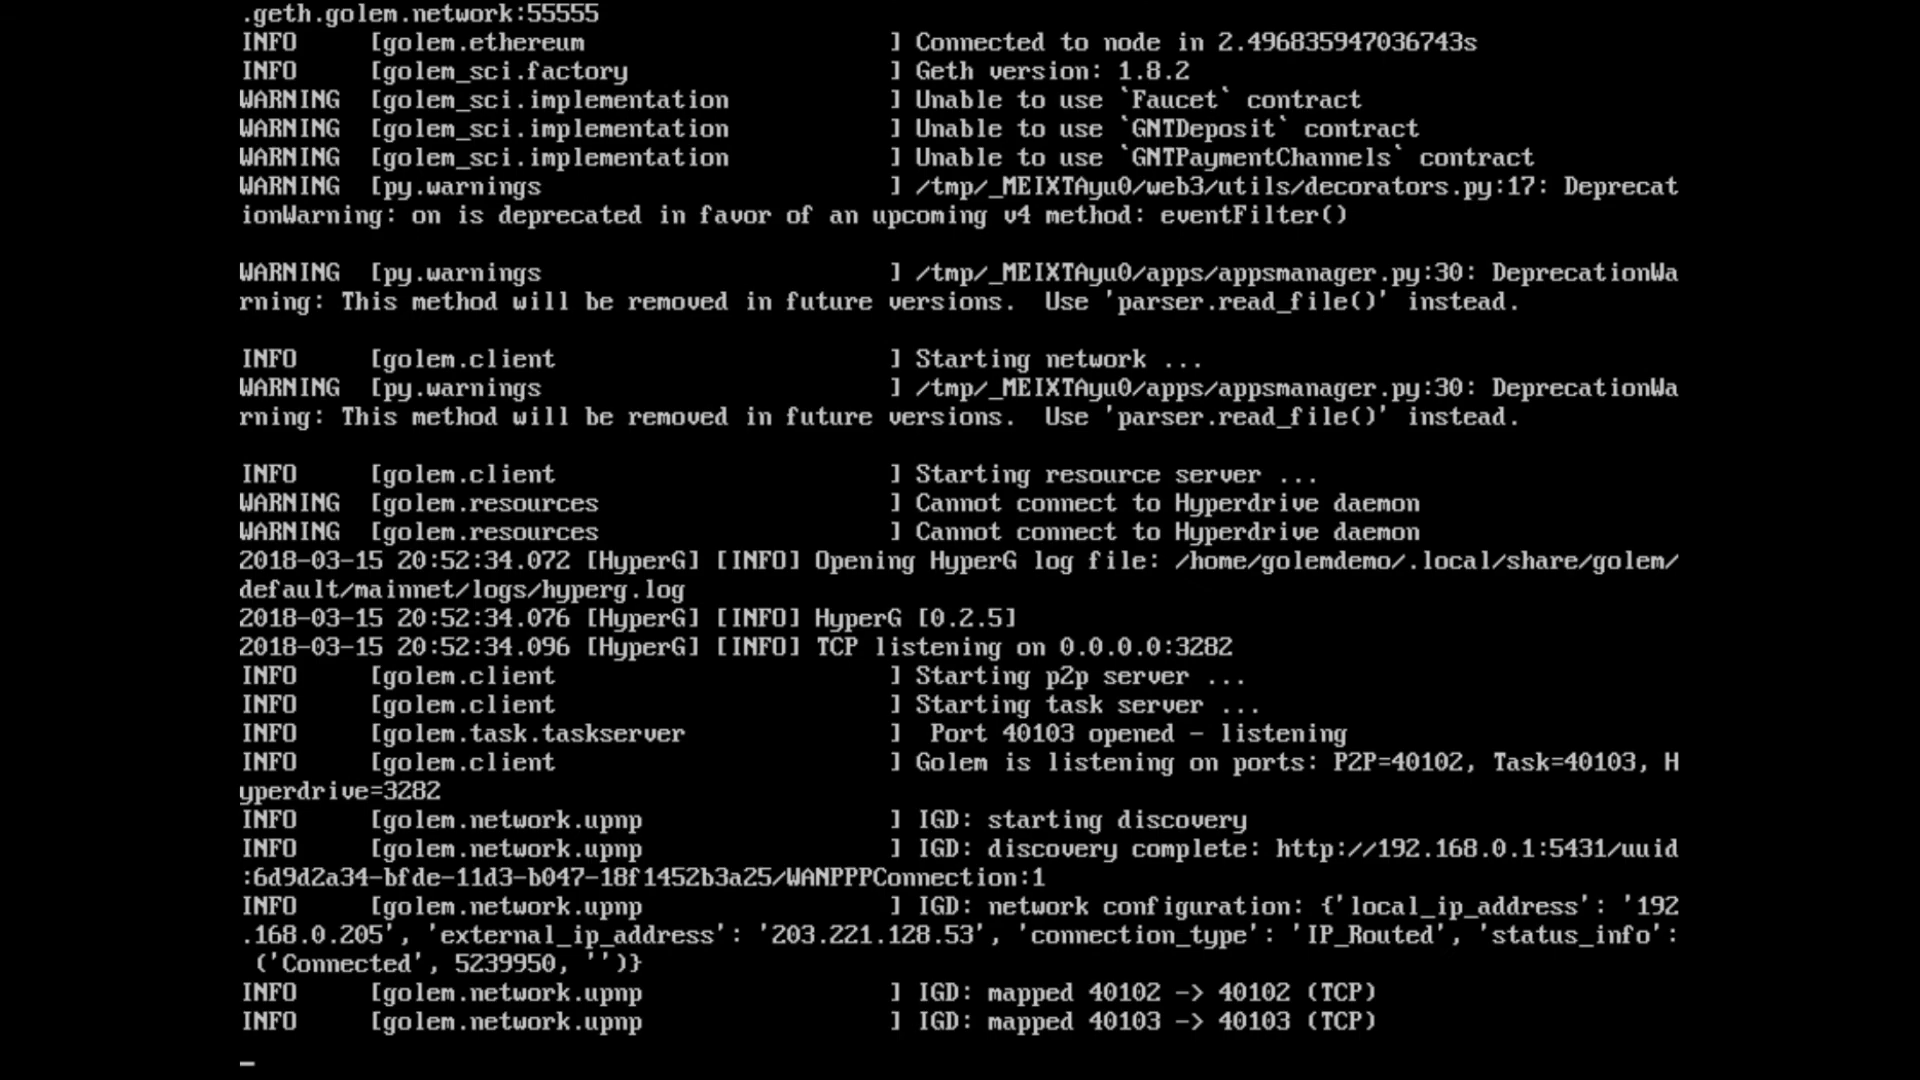 .geth.golem.network:55555
INFO     [golem.ethereum                     ] Connected to node in 2.496835947036743s
INFO     [golem_sci.factory                  ] Geth version: 1.8.2
WARNING  [golem_sci.implementation           ] Unable to use `Faucet` contract
WARNING  [golem_sci.implementation           ] Unable to use `GNTDeposit` contract
WARNING  [golem_sci.implementation           ] Unable to use `GNTPaymentChannels` contract
WARNING  [py.warnings                        ] /tmp/_MEIXTAyu0/web3/utils/decorators.py:17: Deprecat
ionWarning: on is deprecated in favor of an upcoming v4 method: eventFilter()
WARNING  [py.warnings                        ] /tmp/_MEIXTAyu0/apps/appsmanager.py:30: DeprecationWa
rning: This method will be removed in future versions.  Use 'parser.read_file()' instead.
INFO     [golem.client                       ] Starting network ...
WARNING  [py.warnings                        ] /tmp/_MEIXTAyu0/apps/appsmanager.py:30: DeprecationWa
rning: This method will be removed in future versions.  Use 'parser.read_file()' instead.
INFO     [golem.client                       ] Starting resource server ...
WARNING  [golem.resources                    ] Cannot connect to Hyperdrive daemon
WARNING  [golem.resources                    ] Cannot connect to Hyperdrive daemon
2018-03-15 20:52:34.072 [HyperG] [INFO] Opening HyperG log file: /home/golemdemo/.local/share/golem/
default/mainnet/logs/hyperg.log
2018-03-15 20:52:34.076 [HyperG] [INFO] HyperG [0.2.5]
2018-03-15 20:52:34.096 [HyperG] [INFO] TCP listening on 0.0.0.0:3282
INFO     [golem.client                       ] Starting p2p server ...
INFO     [golem.client                       ] Starting task server ...
INFO     [golem.task.taskserver              ]  Port 40103 opened - listening
INFO     [golem.client                       ] Golem is listening on ports: P2P=40102, Task=40103, H
yperdrive=3282
INFO     [golem.network.upnp                 ] IGD: starting discovery
INFO     [golem.network.upnp                 ] IGD: discovery complete: http://192.168.0.1:5431/uuid
:6d9d2a34-bfde-11d3-b047-18f1452b3a25/WANPPPConnection:1
INFO     [golem.network.upnp                 ] IGD: network configuration: {'local_ip_address': '192
.168.0.205', 'external_ip_address': '203.221.128.53', 'connection_type': 'IP_Routed', 'status_info':
 ('Connected', 5239950, '')}
INFO     [golem.network.upnp                 ] IGD: mapped 40102 -> 40102 (TCP)
INFO     [golem.network.upnp                 ] IGD: mapped 40103 -> 40103 (TCP)
_